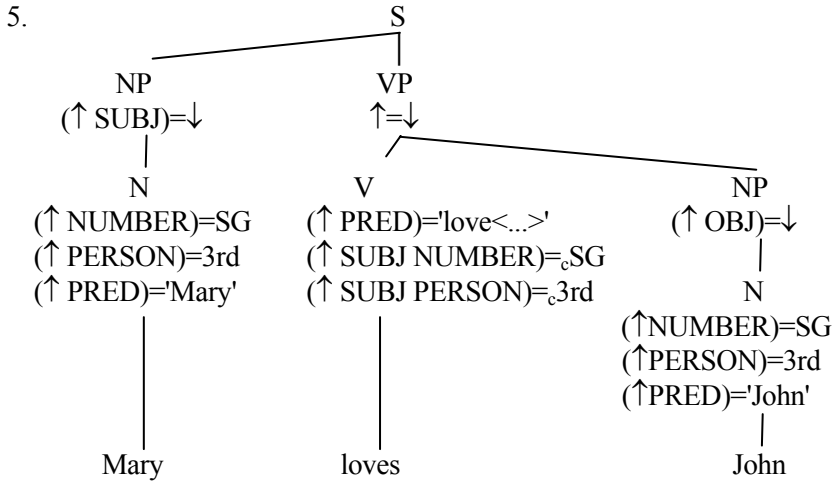 5. S
NP VP
(↑ SUBJ)=↓ ↑=↓
N V NP
(↑ NUMBER)=SG (↑ PRED)='love<...>' (↑ OBJ)=↓
(↑ PERSON)=3rd (↑ SUBJ NUMBER)=cSG
(↑ PRED)='Mary' (↑ SUBJ PERSON)=c3rd N
(↑NUMBER)=SG
(↑PERSON)=3rd
(↑PRED)='John'
Mary loves John